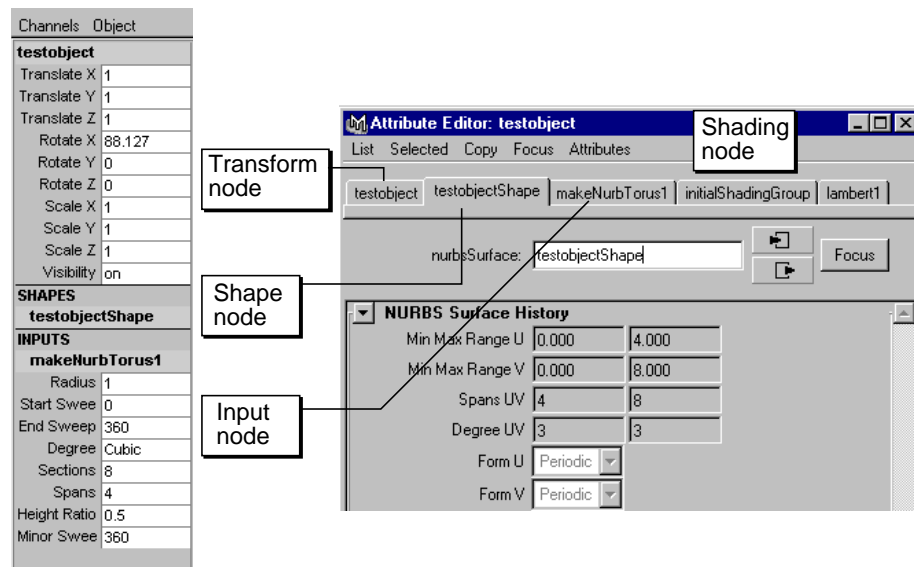 Channels Object
testobject
Translate X 1
Translate Y 1
Translate Z 1
Rotate X 88.127
Rotate Y 0
Rotate Z 0
Scale X 1
Scale Y 1
Scale Z 1
Visibility on
SHAPES
testobjectShape
INPUTS
makeNurbTorus1
Radius 1
Start Swee 0
End Sweep 360
Degree Cubic
Sections 8
Spans 4
Height Ratio 0.5
Minor Swee 360
Transform
node
Shape
node
Input
node
Shading
node
Attribute Editor: testobject
List Selected Copy Focus Attributes
testobject testobjectShape makeNurbTorus1 initialShadingGroup lambert1
nurbsSurface: testobjectShape Focus
NURBS Surface History
Min Max Range U 0.000 4.000
Min Max Range V 0.000 8.000
Spans UV 4 8
Degree UV 3 3
Form U Periodic
Form V Periodic